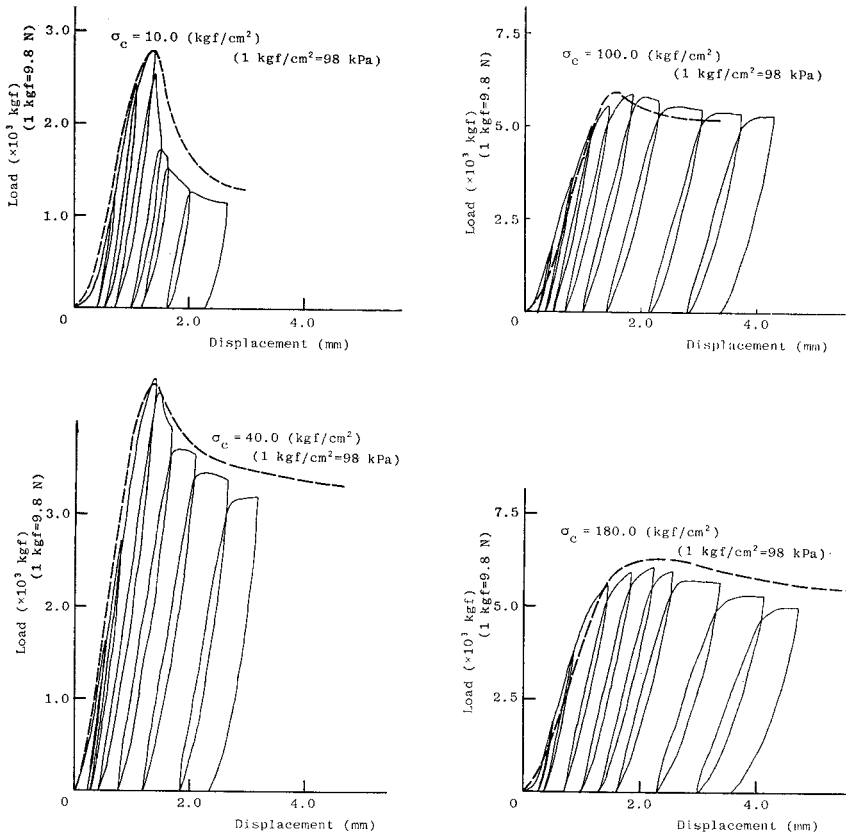 σc = 10.0 (kgf/cm²)
(1 kgf/cm²=98 kPa)
3.0
2.0
1.0
0
2.0
4.0
Load (×10³ kgf)
(1 kgf=9.8 N)
Displacement (mm)
σc = 100.0 (kgf/cm²)
(1 kgf/cm²=98 kPa)
7.5
5.0
2.5
0
2.0
4.0
Load (×10³ kgf)
(1 kgf=9.8 N)
Displacement (mm)
σc = 40.0 (kgf/cm²)
(1 kgf/cm²=98 kPa)
3.0
2.0
1.0
0
2.0
4.0
Load (×10³ kgf)
(1 kgf=9.8 N)
Displacement (mm)
σc = 180.0 (kgf/cm²)
(1 kgf/cm²=98 kPa)
7.5
5.0
2.5
0
2.0
4.0
Load (×10³ kgf)
(1 kgf=9.8 N)
Displacement (mm)